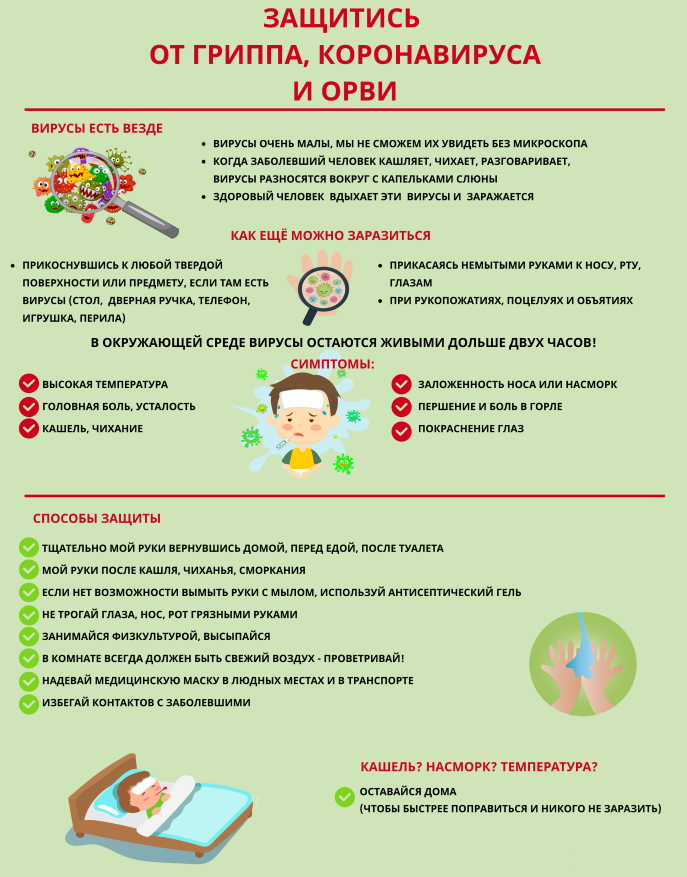 ЗАЩИТИСЬ
ОТ ГРИППА, КОРОНАВИРУСА
И ОРВИ
ВИРУСЫ ЕСТЬ ВЕЗДЕ
• ВИРУСЫ ОЧЕНЬ МАЛЫ, МЫ НЕ СМОЖЕМ ИХ УВИДЕТЬ БЕЗ МИКРОСКОПА
• КОГДА ЗАБОЛЕВШИЙ ЧЕЛОВЕК КАШЛЯЕТ, ЧИХАЕТ, РАЗГОВАРИВАЕТ,
ВИРУСЫ РАЗНОСЯТСЯ ВОКРУГ С КАПЕЛЬКАМИ СЛЮНЫ
• ЗДОРОВЫЙ ЧЕЛОВЕК ВДЫХАЕТ ЭТИ ВИРУСЫ И ЗАРАЖАЕТСЯ
КАК ЕЩЁ МОЖНО ЗАРАЗИТЬСЯ
• ПРИКОСНУВШИСЬ К ЛЮБОЙ ТВЕРДОЙ
ПОВЕРХНОСТИ ИЛИ ПРЕДМЕТУ, ЕСЛИ ТАМ ЕСТЬ
ВИРУСЫ (СТОЛ, ДВЕРНАЯ РУЧКА, ТЕЛЕФОН,
ИГРУШКА, ПЕРИЛА)
• ПРИКАСАЯСЬ НЕМЫТЫМИ РУКАМИ К НОСУ, РТУ,
ГЛАЗАМ
• ПРИ РУКОПОЖАТИЯХ, ПОЦЕЛУЯХ И ОБЪЯТИЯХ
В ОКРУЖАЮЩЕЙ СРЕДЕ ВИРУСЫ ОСТАЮТСЯ ЖИВЫМИ ДОЛЬШЕ ДВУХ ЧАСОВ!
СИМПТОМЫ:
ВЫСОКАЯ ТЕМПЕРАТУРА
ГОЛОВНАЯ БОЛЬ, УСТАЛОСТЬ
КАШЕЛЬ, ЧИХАНИЕ
ЗАЛОЖЕННОСТЬ НОСА ИЛИ НАСМОРК
ПЕРШЕНИЕ И БОЛЬ В ГОРЛЕ
ПОКРАСНЕНИЕ ГЛАЗ
СПОСОБЫ ЗАЩИТЫ
ТЩАТЕЛЬНО МОЙ РУКИ ВЕРНУВШИСЬ ДОМОЙ, ПЕРЕД ЕДОЙ, ПОСЛЕ ТУАЛЕТА
МОЙ РУКИ ПОСЛЕ КАШЛЯ, ЧИХАНЬЯ, СМОРКАНИЯ
ЕСЛИ НЕТ ВОЗМОЖНОСТИ ВЫМЫТЬ РУКИ С МЫЛОМ, ИСПОЛЬЗУЙ АНТИСЕПТИЧЕСКИЙ ГЕЛЬ
НЕ ТРОГАЙ ГЛАЗА, НОС, РОТ ГРЯЗНЫМИ РУКАМИ
ЗАНИМАЙСЯ ФИЗКУЛЬТУРОЙ, ВЫСЫПАЙСЯ
В КОМНАТЕ ВСЕГДА ДОЛЖЕН БЫТЬ СВЕЖИЙ ВОЗДУХ - ПРОВЕТРИВАЙ!
НАДЕВАЙ МЕДИЦИНСКУЮ МАСКУ В ЛЮДНЫХ МЕСТАХ И В ТРАНСПОРТЕ
ИЗБЕГАЙ КОНТАКТОВ С ЗАБОЛЕВШИМИ
КАШЕЛЬ? НАСМОРК? ТЕМПЕРАТУРА?
ОСТАВАЙСЯ ДОМА
(ЧТОБЫ БЫСТРЕЕ ПОПРАВИТЬСЯ И НИКОГО НЕ ЗАРАЗИТЬ)